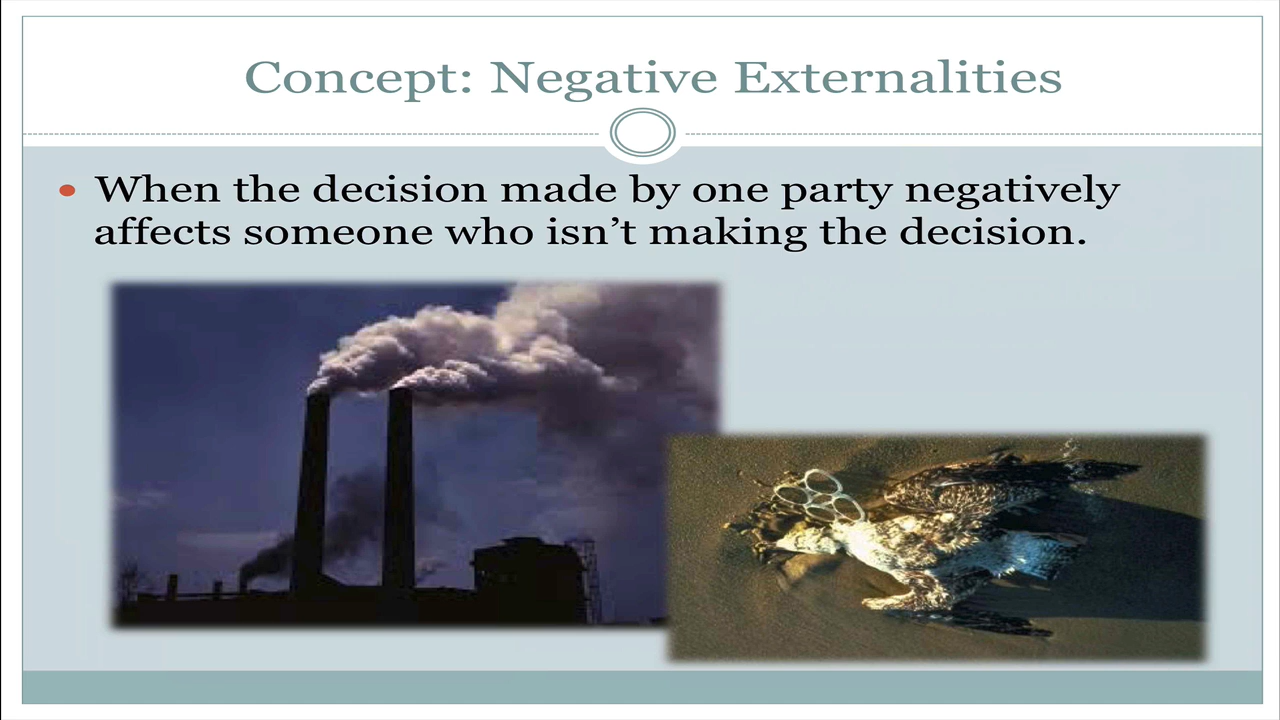 Concept: Negative Externalities
When the decision made by one party negatively
affects someone who isn’t making the decision.